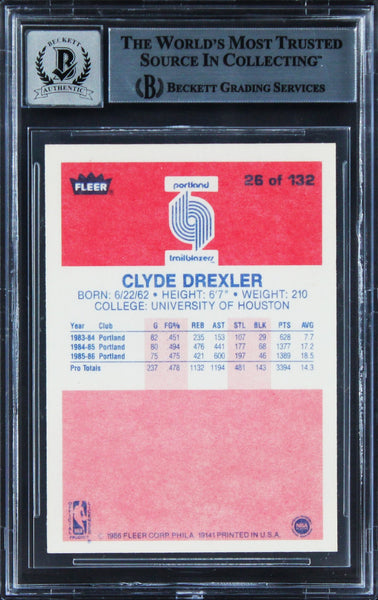 BECKETT
AUTHENTIC
THE WORLD'S MOST TRUSTED
SOURCE IN COLLECTING™
BECKETT GRADING SERVICES
FLEER
portland
trailblazers
26 of 132
CLYDE DREXLER
BORN: 6/22/62 • HEIGHT: 6'7" • WEIGHT: 210
COLLEGE: UNIVERSITY OF HOUSTON
Year Club G FG% REB AST STL BLK PTS AVG
1983-84 Portland 82 .451 235 153 107 29 628 7.7
1984-85 Portland 80 .494 476 441 177 68 1377 17.2
1985-86 Portland 75 .475 421 600 197 46 1389 18.5
Pro Totals 237 .478 1132 1194 481 143 3394 14.3
NBA
© 1986 FLEER CORP. PHILA. 19141 PRINTED IN U.S.A.